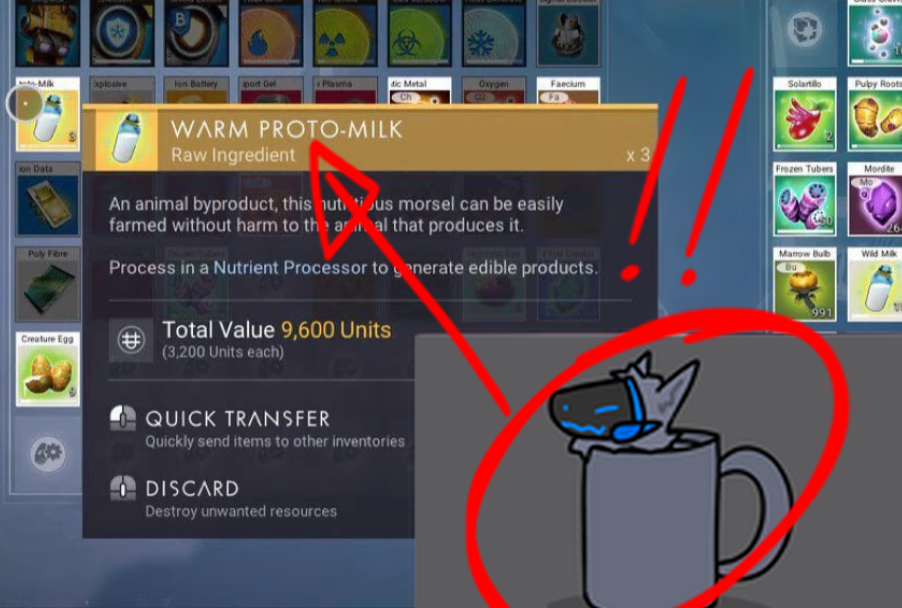 B
tic Metal
Oxygen
Faecium
Ch
Fa
Ion Battery
port Gel
Plasma
xplosive
oto-Milk
3
WARM PROTO-MILK
Raw Ingredient
x 3
An animal byproduct, this nutritious morsel can be easily
farmed without harm to the animal that produces it.
Process in a Nutrient Processor to generate edible products.
Total Value 9,600 Units
(3,200 Units each)
QUICK TRANSFER
Quickly send items to other inventories
DISCARD
Destroy unwanted resources
ion Data
Poly Fibre
Creature Egg
9
!!
Solartillo
2
Pulpy Roots
Frozen Tubers
Mordite
Mo
264
Marrow Bulb
Bu
991
Wild Milk